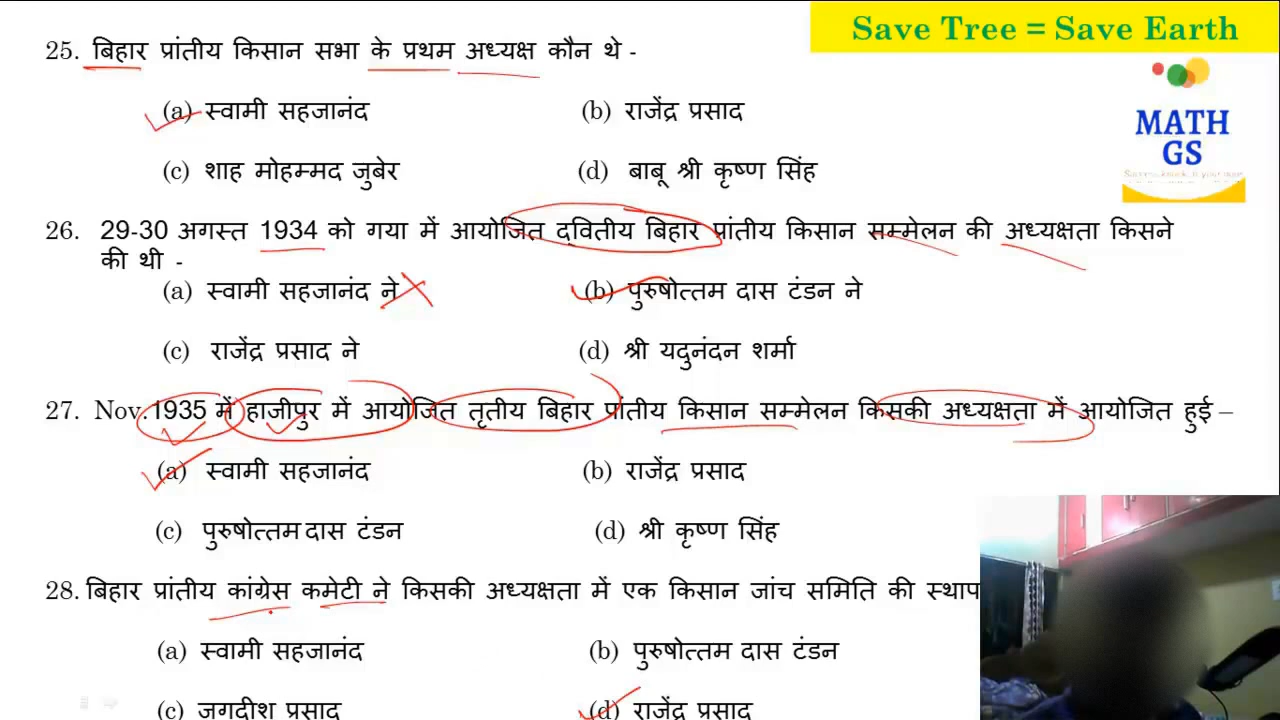 Save Tree = Save Earth
25. बिहार प्रांतीय किसान सभा के प्रथम अध्यक्ष कौन थे -
MATH
GS
(a) स्वामी सहजानंद (b) राजेंद्र प्रसाद
(c) शाह मोहम्मद जुबेर (d) बाबू श्री कृष्ण सिंह
26. 29-30 अगस्त 1934 को गया में आयोजित द्वितीय बिहार प्रांतीय किसान सम्मेलन की अध्यक्षता किसने
की थी -
(a) स्वामी सहजानंद ने (b) पुरुषोत्तम दास टंडन ने
(c) राजेंद्र प्रसाद ने (d) श्री यदुनंदन शर्मा
27. Nov.1935 में हाजीपुर में आयोजित तृतीय बिहार प्रांतीय किसान सम्मेलन किसकी अध्यक्षता में आयोजित हुई –
(a) स्वामी सहजानंद (b) राजेंद्र प्रसाद
(c) पुरुषोत्तम दास टंडन (d) श्री कृष्ण सिंह
28. बिहार प्रांतीय कांग्रेस कमेटी ने किसकी अध्यक्षता में एक किसान जांच समिति की स्थाप
(a) स्वामी सहजानंद (b) पुरुषोत्तम दास टंडन
(c) जगदीश प्रसाद (d) राजेंद्र प्रसाद